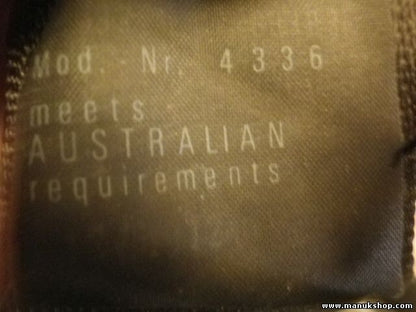 Mod. - Nr. 4336
meets
AUSTRALIAN
requirements
www.manukshop.com